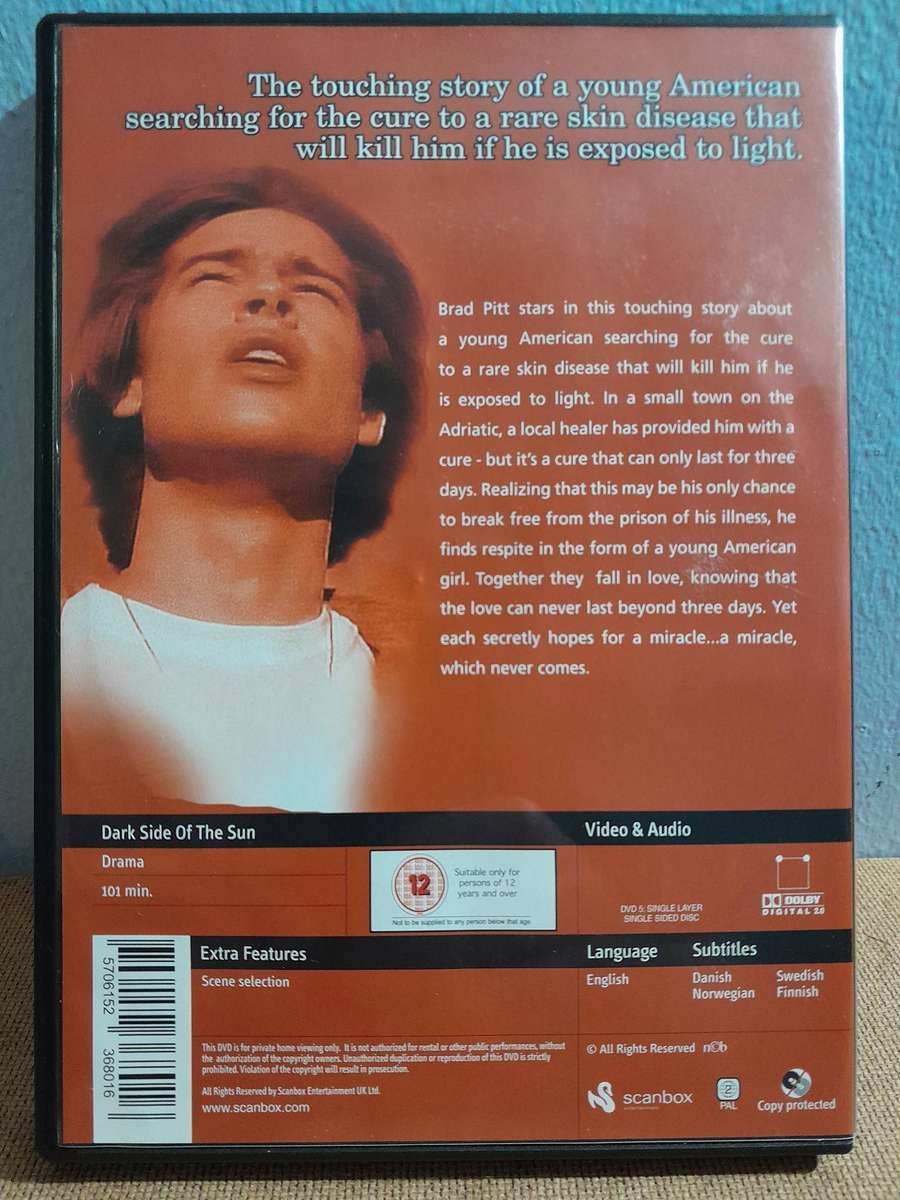 The touching story of a young American
searching for the cure to a rare skin disease that
will kill him if he is exposed to light.
Brad Pitt stars in this touching story about
a young American searching for the cure
to a rare skin disease that will kill him if he
is exposed to light. In a small town on the
Adriatic, a local healer has provided him with a
cure - but it's a cure that can only last for three
days. Realizing that this may be his only chance
to break free from the prison of his illness, he
finds respite in the form of a young American
girl. Together they fall in love, knowing that
the love can never last beyond three days. Yet
each secretly hopes for a miracle...a miracle,
which never comes.
Dark Side Of The Sun
Video & Audio
Drama
101 min.
12
Suitable only for
persons of 12
years and over
Not to be supplied to any person below that age
DVD 5: SINGLE LAYER
SINGLE SIDED DISC
DOLBY
DIGITAL 2.0
Extra Features
Scene selection
Language
English
Subtitles
Danish
Norwegian
Swedish
Finnish
5706152 368016
This DVD is for private home viewing only. It is not authorized for rental or other public performances, without
the authorization of the copyright owners. Unauthorized duplication or reproduction of this DVD is strictly
prohibited. Violation of the copyright will result in prosecution.
All Rights Reserved by Scanbox Entertainment UK Ltd.
www.scanbox.com
© All Rights Reserved n©b
scanbox
entertainment
2
PAL
Copy protected